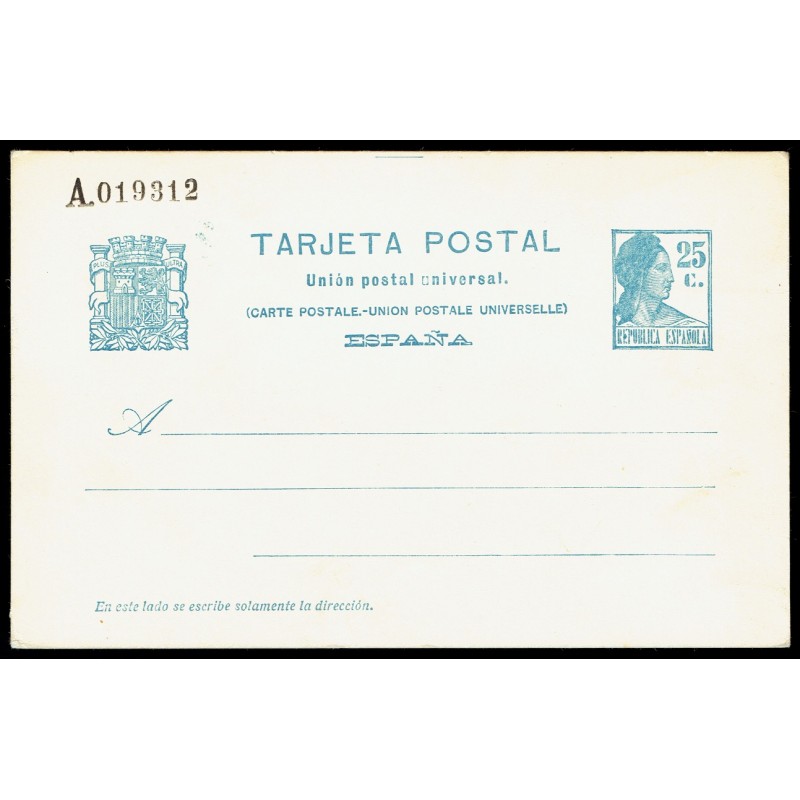 A.019312
PLUS ULTRA
TARJETA POSTAL
Unión postal universal.
(CARTE POSTALE.-UNION POSTALE UNIVERSELLE)
ESPAÑA
25
C.
REPUBLICA ESPAÑOLA
A
En este lado se escribe solamente la dirección.